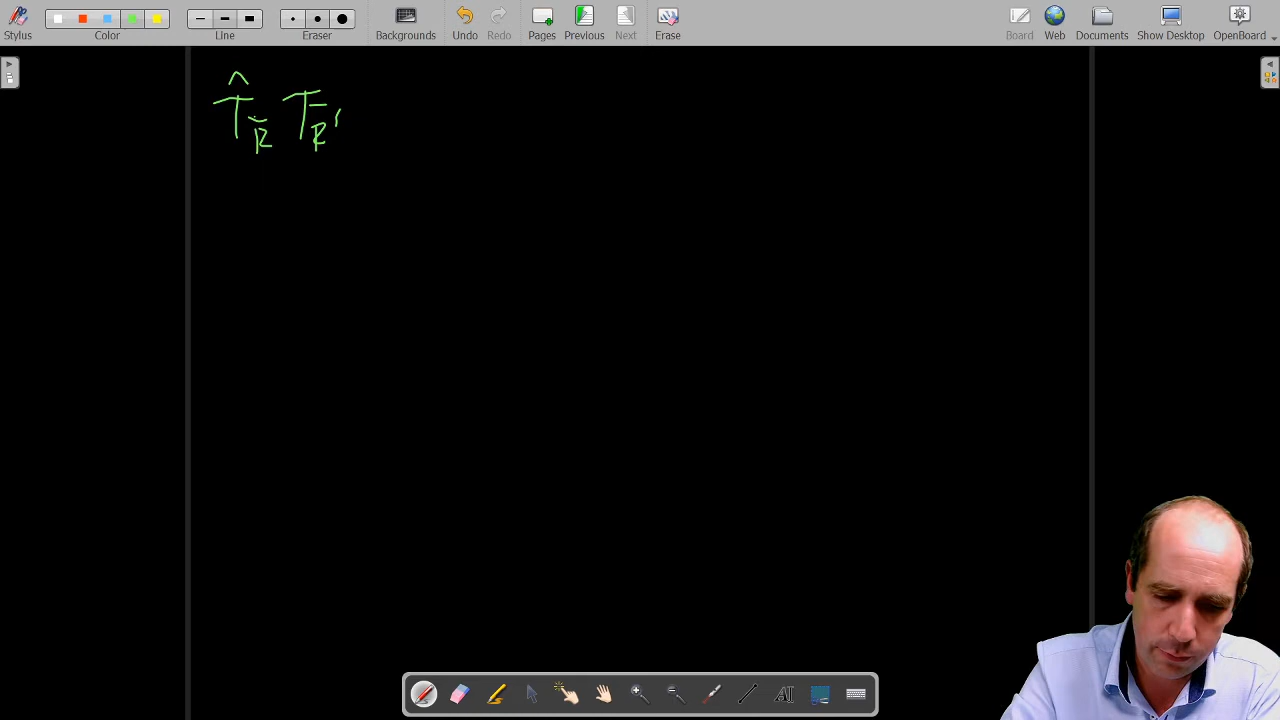 Stylus Color Line Eraser Backgrounds Undo Redo Pages Previous Next Erase Board Web Documents Show Desktop OpenBoard
T̂_R̄ T_R̄'
AI